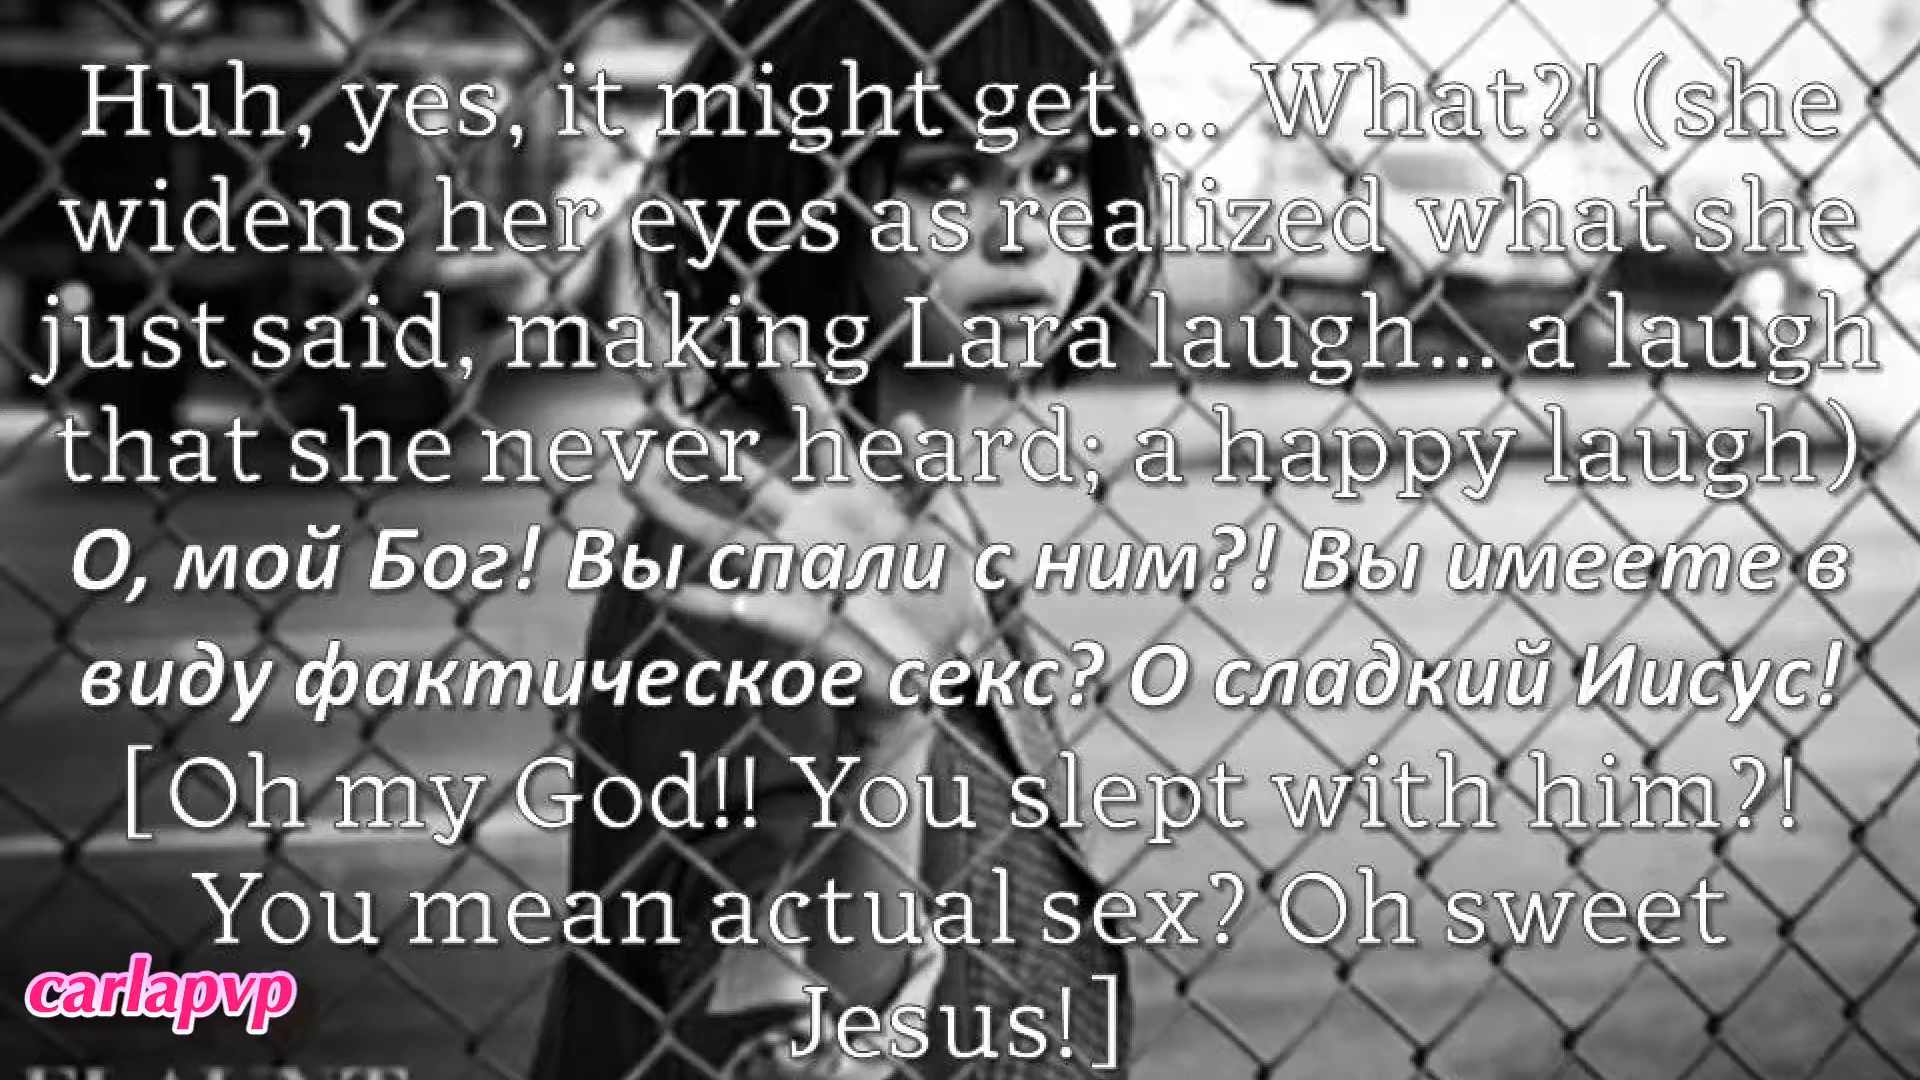 Huh, yes, it might get.... What?! (she
widens her eyes as realized what she
just said, making Lara laugh... a laugh
that she never heard; a happy laugh)
О, мой Бог! Вы спали с ним?! Вы имеете в
виду фактическое секс? О сладкий Иисус!
[Oh my God!! You slept with him?!
You mean actual sex? Oh sweet
Jesus!]
carlapvp
FLAUNT